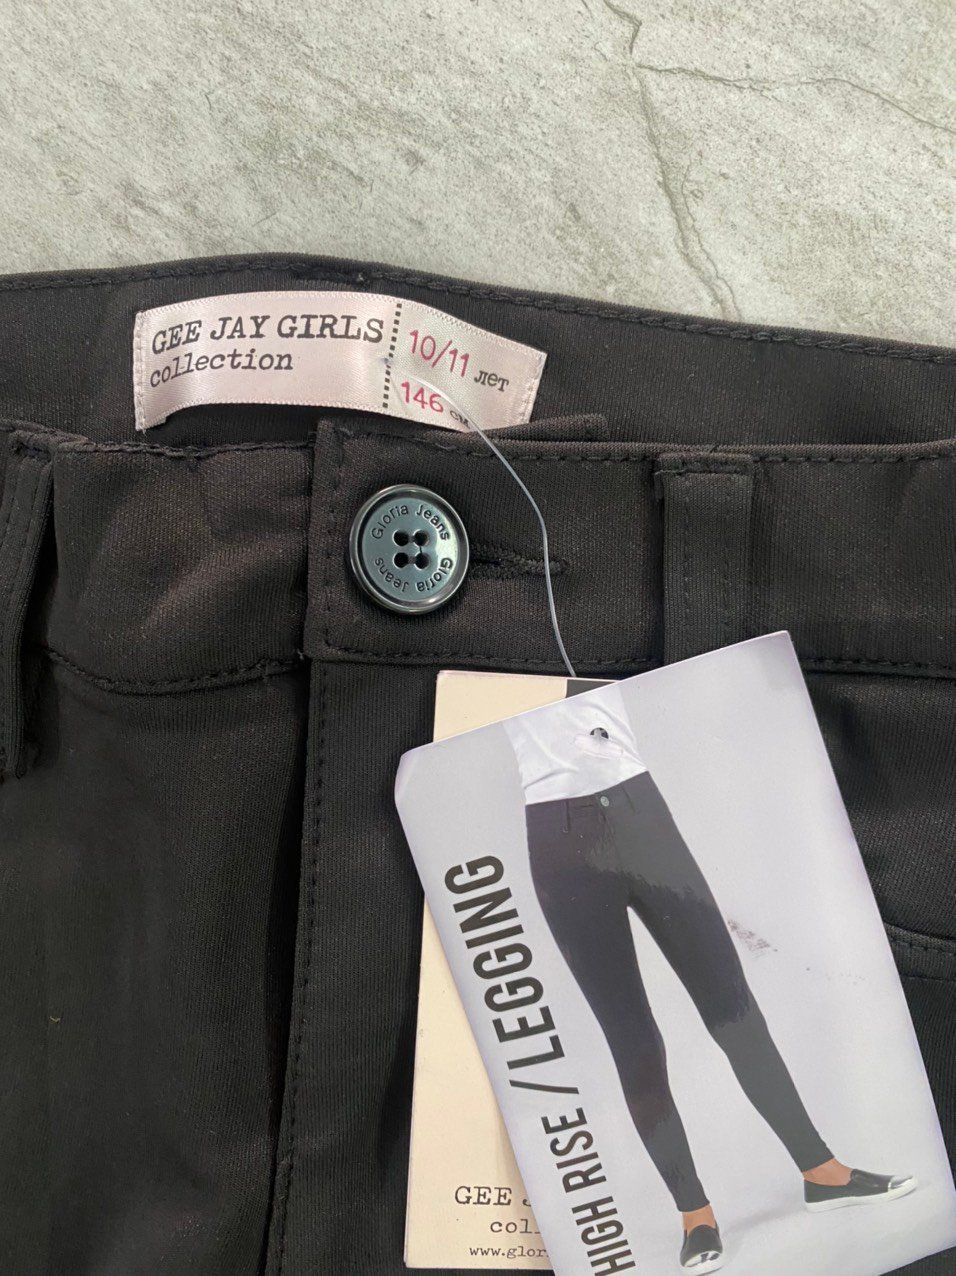 GEE JAY GIRLS
collection
10/11 лет
146 см
Gloria Jeans Gloria Jeans
HIGH RISE / LEGGING
GEE J
coll
www.glor